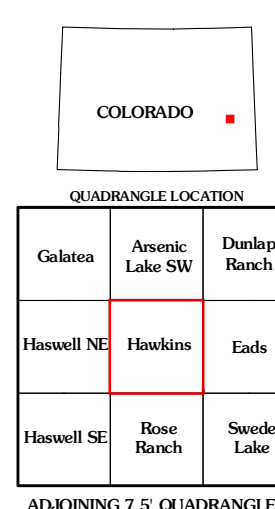 COLORADO
QUADRANGLE LOCATION
Galatea
Arsenic
Lake SW
Dunlap
Ranch
Haswell NE
Hawkins
Eads
Haswell SE
Rose
Ranch
Swede
Lake
ADJOINING 7.5' QUADRANGLE